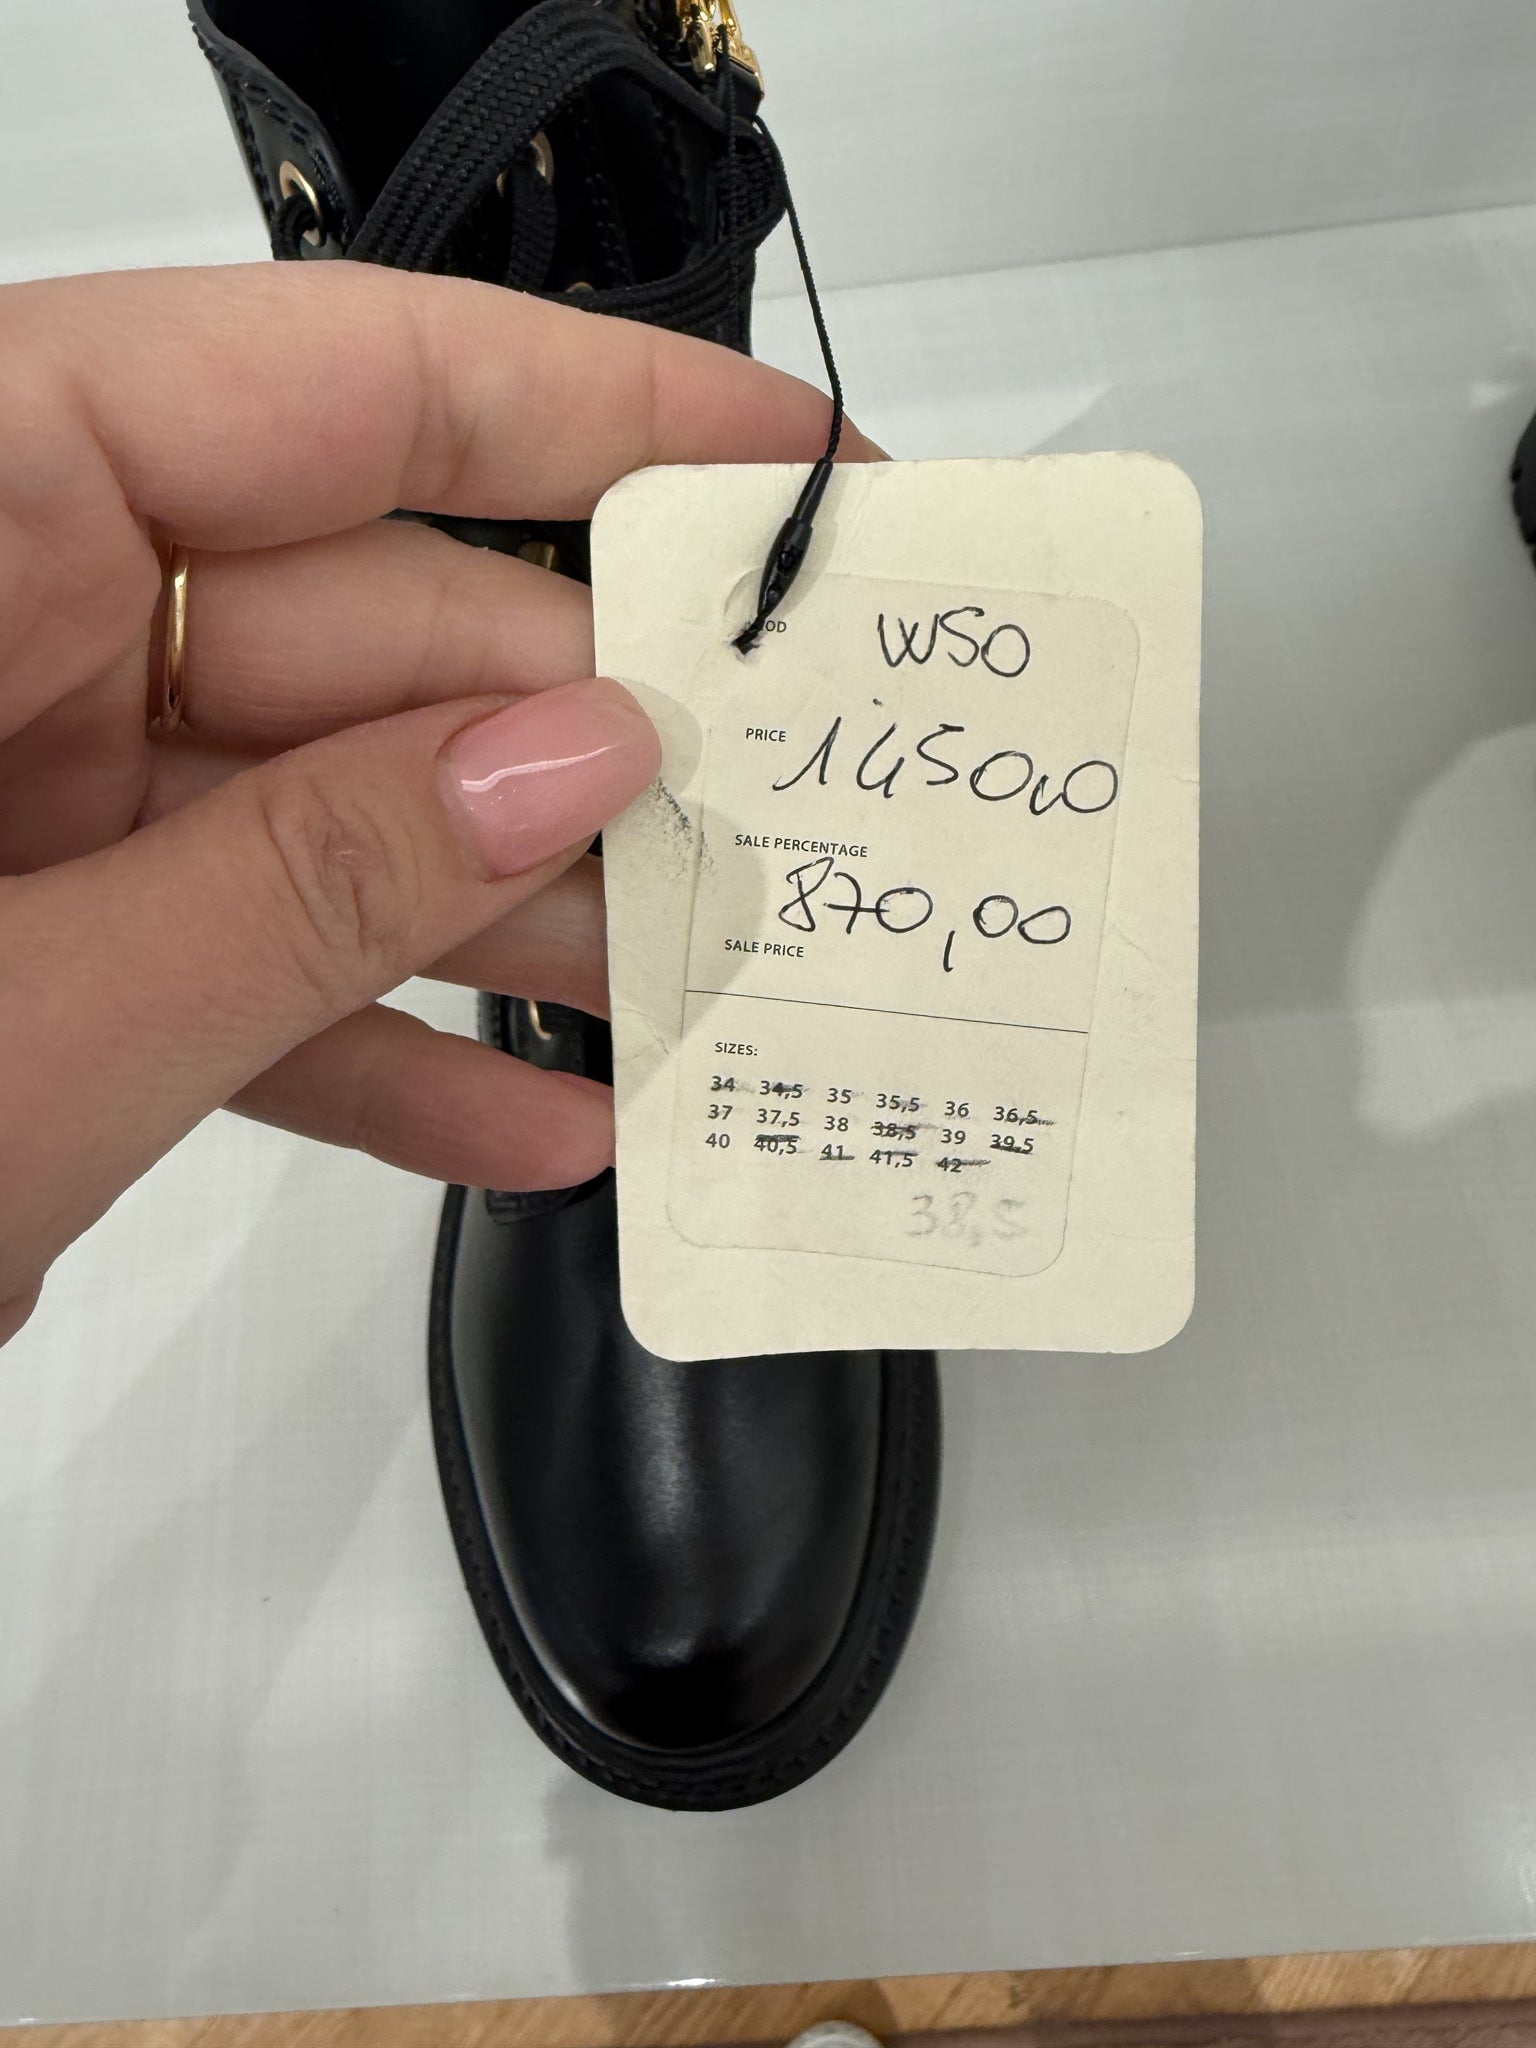 WSO
PRICE 1450,0
SALE PERCENTAGE
870,00
SALE PRICE
SIZES:
34 34,5 35 35,5 36 36,5
37 37,5 38 38,5 39 39,5
40 40,5 41 41,5 42
38,5